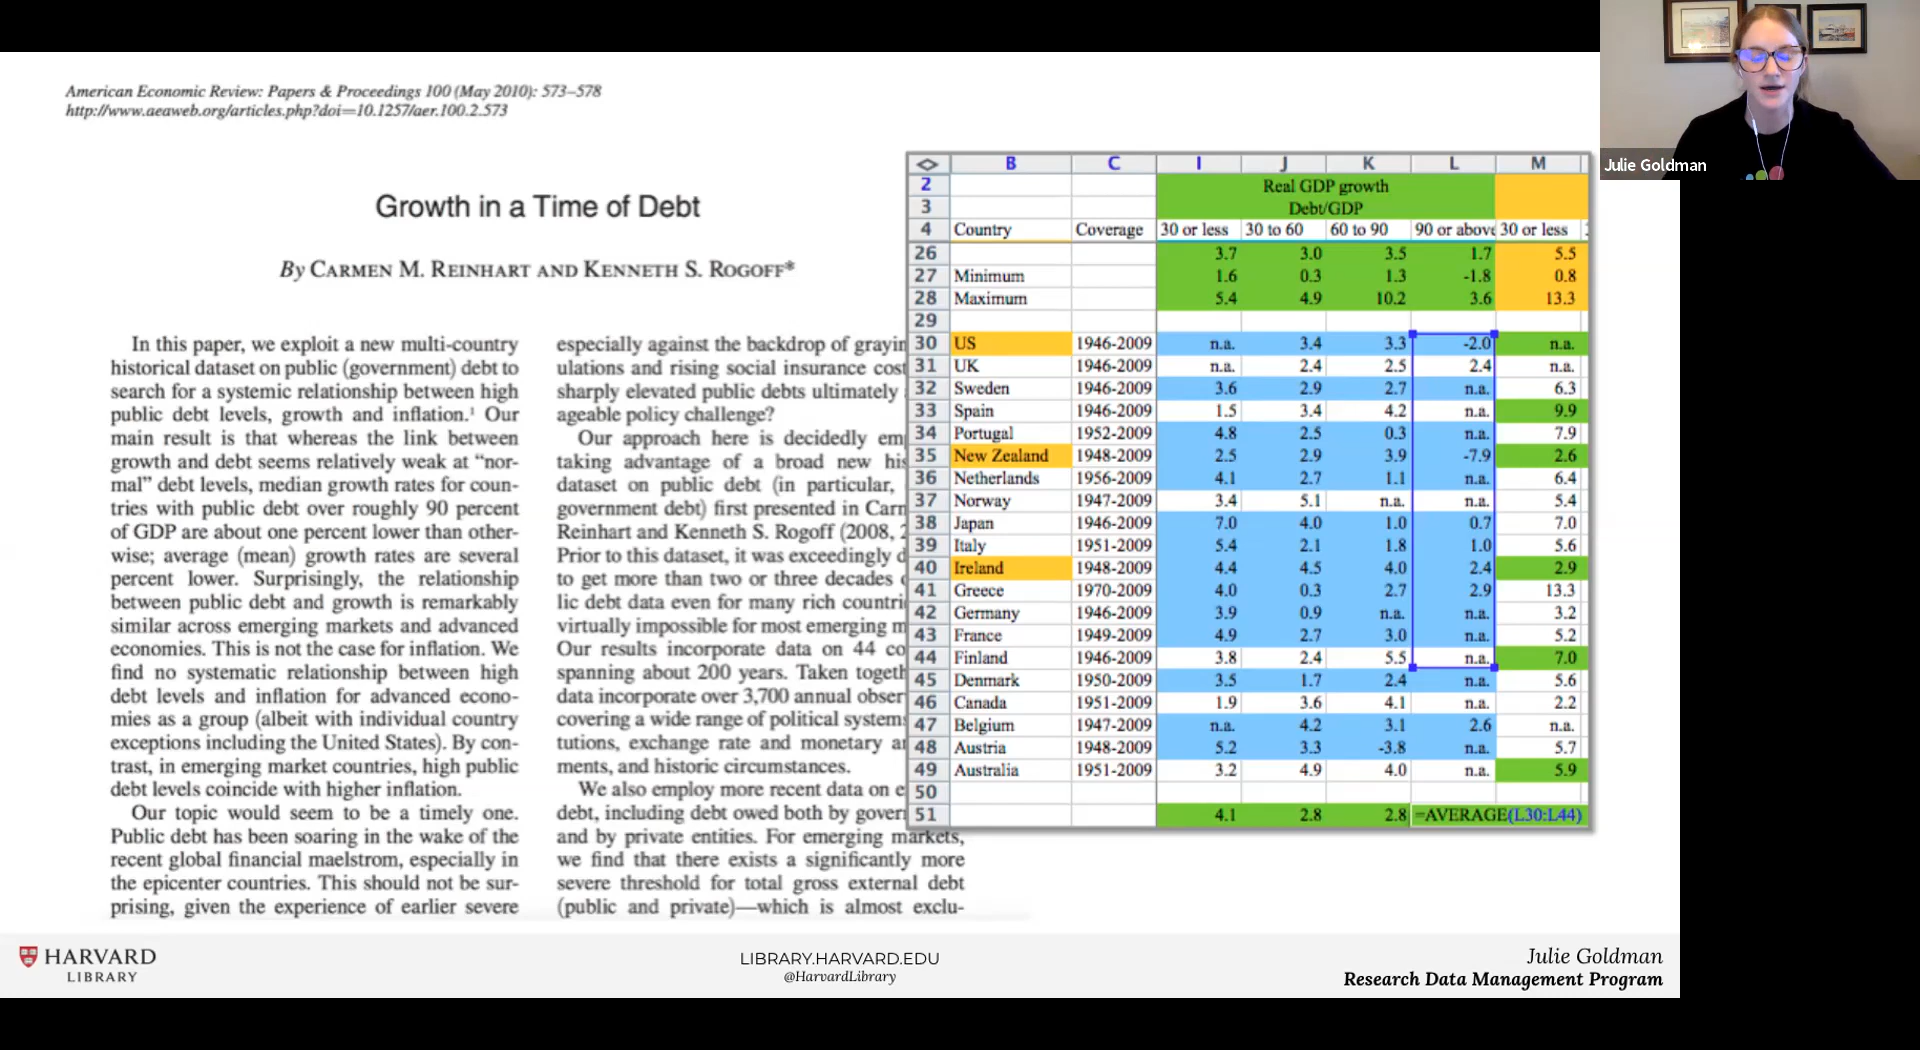 American Economic Review: Papers & Proceedings 100 (May 2010): 573–578
http://www.aeaweb.org/articles.php?doi=10.1257/aer.100.2.573
Growth in a Time of Debt
By CARMEN M. REINHART AND KENNETH S. ROGOFF*
In this paper, we exploit a new multi-country
historical dataset on public (government) debt to
search for a systemic relationship between high
public debt levels, growth and inflation.¹ Our
main result is that whereas the link between
growth and debt seems relatively weak at “nor-
mal” debt levels, median growth rates for coun-
tries with public debt over roughly 90 percent
of GDP are about one percent lower than other-
wise; average (mean) growth rates are several
percent lower. Surprisingly, the relationship
between public debt and growth is remarkably
similar across emerging markets and advanced
economies. This is not the case for inflation. We
find no systematic relationship between high
debt levels and inflation for advanced econo-
mies as a group (albeit with individual country
exceptions including the United States). By con-
trast, in emerging market countries, high public
debt levels coincide with higher inflation.
Our topic would seem to be a timely one.
Public debt has been soaring in the wake of the
recent global financial maelstrom, especially in
the epicenter countries. This should not be sur-
prising, given the experience of earlier severe
especially against the backdrop of grayin
ulations and rising social insurance cost
sharply elevated public debts ultimately
ageable policy challenge?
Our approach here is decidedly em
taking advantage of a broad new his
dataset on public debt (in particular,
government debt) first presented in Carn
Reinhart and Kenneth S. Rogoff (2008, 2
Prior to this dataset, it was exceedingly d
to get more than two or three decades
lic debt data even for many rich countri
virtually impossible for most emerging m
Our results incorporate data on 44 co
spanning about 200 years. Taken togeth
data incorporate over 3,700 annual obser
covering a wide range of political system
tutions, exchange rate and monetary ar
ments, and historic circumstances.
We also employ more recent data on e
debt, including debt owed both by gover
and by private entities. For emerging markets,
we find that there exists a significantly more
severe threshold for total gross external debt
(public and private)—which is almost exclu-
B C I J K L M
2 Real GDP growth
3 Debt/GDP
4 Country Coverage 30 or less 30 to 60 60 to 90 90 or above 30 or less
26 3.7 3.0 3.5 1.7 5.5
27 Minimum 1.6 0.3 1.3 -1.8 0.8
28 Maximum 5.4 4.9 10.2 3.6 13.3
29
30 US 1946-2009 n.a. 3.4 3.3 -2.0 n.a.
31 UK 1946-2009 n.a. 2.4 2.5 2.4 n.a.
32 Sweden 1946-2009 3.6 2.9 2.7 n.a. 6.3
33 Spain 1946-2009 1.5 3.4 4.2 n.a. 9.9
34 Portugal 1952-2009 4.8 2.5 0.3 n.a. 7.9
35 New Zealand 1948-2009 2.5 2.9 3.9 -7.9 2.6
36 Netherlands 1956-2009 4.1 2.7 1.1 n.a. 6.4
37 Norway 1947-2009 3.4 5.1 n.a. n.a. 5.4
38 Japan 1946-2009 7.0 4.0 1.0 0.7 7.0
39 Italy 1951-2009 5.4 2.1 1.8 1.0 5.6
40 Ireland 1948-2009 4.4 4.5 4.0 2.4 2.9
41 Greece 1970-2009 4.0 0.3 2.7 2.9 13.3
42 Germany 1946-2009 3.9 0.9 n.a. n.a. 3.2
43 France 1949-2009 4.9 2.7 3.0 n.a. 5.2
44 Finland 1946-2009 3.8 2.4 5.5 n.a. 7.0
45 Denmark 1950-2009 3.5 1.7 2.4 n.a. 5.6
46 Canada 1951-2009 1.9 3.6 4.1 n.a. 2.2
47 Belgium 1947-2009 n.a. 4.2 3.1 2.6 n.a.
48 Austria 1948-2009 5.2 3.3 -3.8 n.a. 5.7
49 Australia 1951-2009 3.2 4.9 4.0 n.a. 5.9
50
51 4.1 2.8 2.8 =AVERAGE(L30:L44)
Julie Goldman
HARVARD
LIBRARY
LIBRARY.HARVARD.EDU
@HarvardLibrary
Julie Goldman
Research Data Management Program